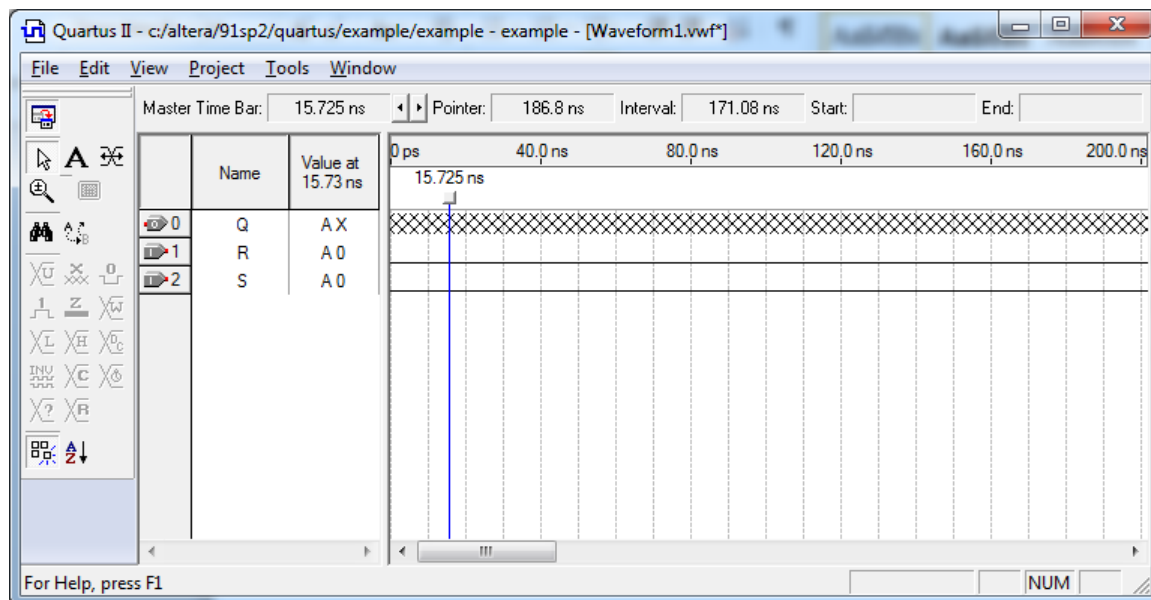 Quartus II - c:/altera/91sp2/quartus/example/example - example - [Waveform1.vwf*]
File Edit View Project Tools Window
Master Time Bar: 15.725 ns Pointer: 186.8 ns Interval: 171.08 ns Start: End:
Name Value at 15.73 ns
0 ps 40.0 ns 80.0 ns 120.0 ns 160.0 ns 200.0 ns
15.725 ns
0 Q A X
1 R A 0
2 S A 0
For Help, press F1 NUM